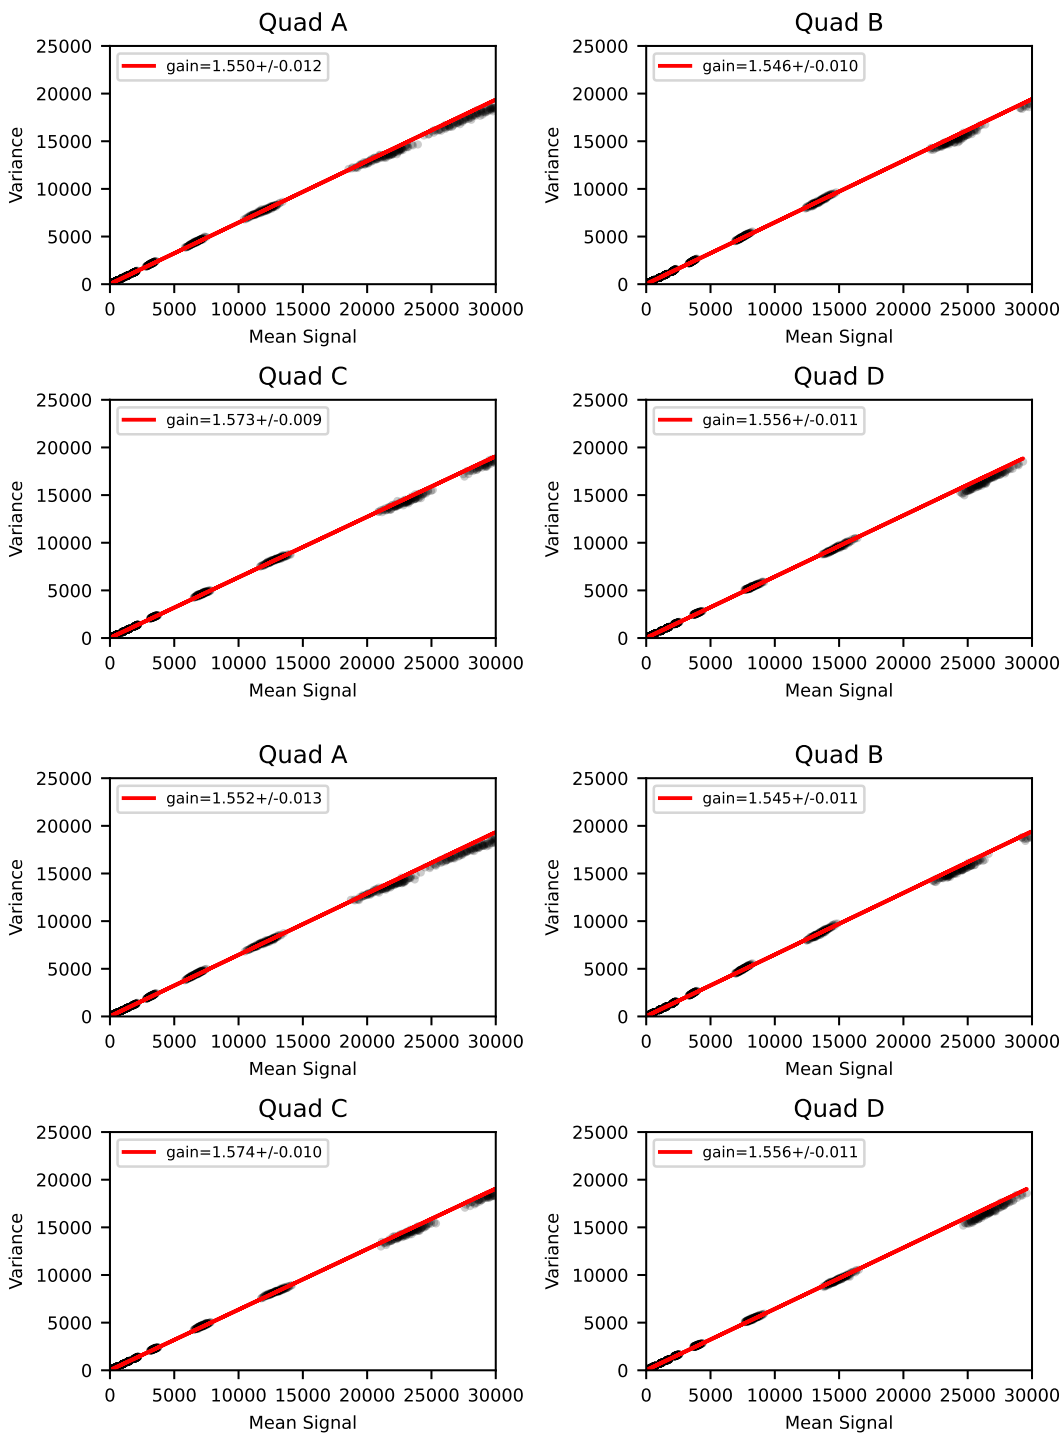 Quad A
25000
20000
15000
10000
5000
0
Variance
gain=1.550+/-0.012
0 5000 10000 15000 20000 25000 30000
Mean Signal
Quad B
25000
20000
15000
10000
5000
0
Variance
gain=1.546+/-0.010
0 5000 10000 15000 20000 25000 30000
Mean Signal
Quad C
25000
20000
15000
10000
5000
0
Variance
gain=1.573+/-0.009
0 5000 10000 15000 20000 25000 30000
Mean Signal
Quad D
25000
20000
15000
10000
5000
0
Variance
gain=1.556+/-0.011
0 5000 10000 15000 20000 25000 30000
Mean Signal
Quad A
25000
20000
15000
10000
5000
0
Variance
gain=1.552+/-0.013
0 5000 10000 15000 20000 25000 30000
Mean Signal
Quad B
25000
20000
15000
10000
5000
0
Variance
gain=1.545+/-0.011
0 5000 10000 15000 20000 25000 30000
Mean Signal
Quad C
25000
20000
15000
10000
5000
0
Variance
gain=1.574+/-0.010
0 5000 10000 15000 20000 25000 30000
Mean Signal
Quad D
25000
20000
15000
10000
5000
0
Variance
gain=1.556+/-0.011
0 5000 10000 15000 20000 25000 30000
Mean Signal